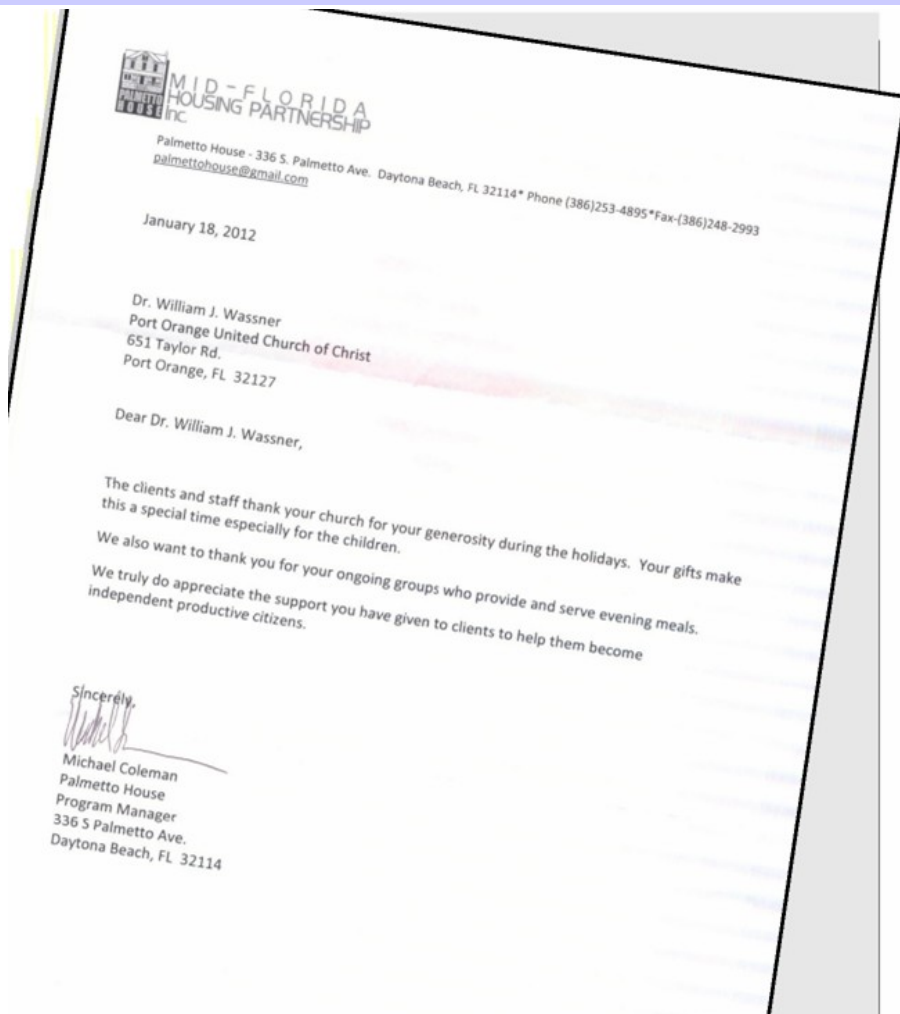 PALMETTO
HOUSE
MID-FLORIDA
HOUSING PARTNERSHIP
Inc.
Palmetto House - 336 S. Palmetto Ave.  Daytona Beach, FL 32114* Phone (386)253-4895*Fax-(386)248-2993
palmettohouse@gmail.com
January 18, 2012
Dr. William J. Wassner
Port Orange United Church of Christ
651 Taylor Rd.
Port Orange, FL  32127
Dear Dr. William J. Wassner,
The clients and staff thank your church for your generosity during the holidays.  Your gifts make
this a special time especially for the children.
We also want to thank you for your ongoing groups who provide and serve evening meals.
We truly do appreciate the support you have given to clients to help them become
independent productive citizens.
Sincerely,
Michael Coleman
Palmetto House
Program Manager
336 S Palmetto Ave.
Daytona Beach, FL  32114